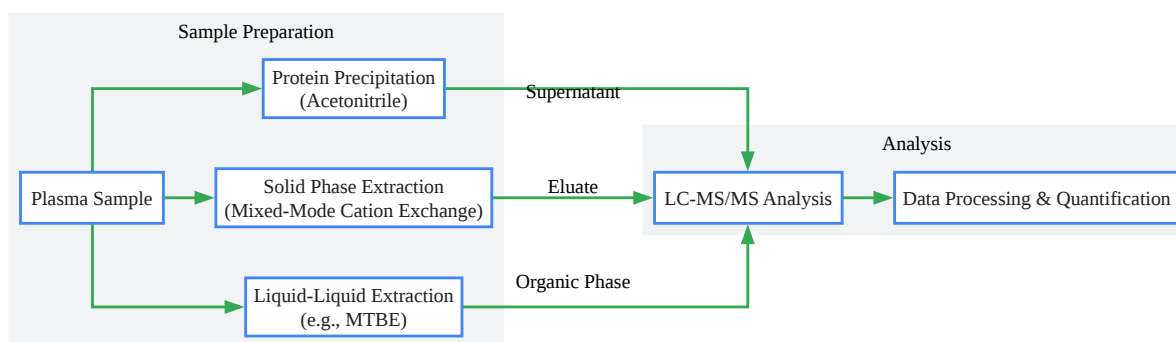 Sample Preparation
Protein Precipitation
(Acetonitrile)
Supernatant
Analysis
Plasma Sample
Solid Phase Extraction
(Mixed-Mode Cation Exchange)
Eluate
LC-MS/MS Analysis
Data Processing & Quantification
Organic Phase
Liquid-Liquid Extraction
(e.g., MTBE)